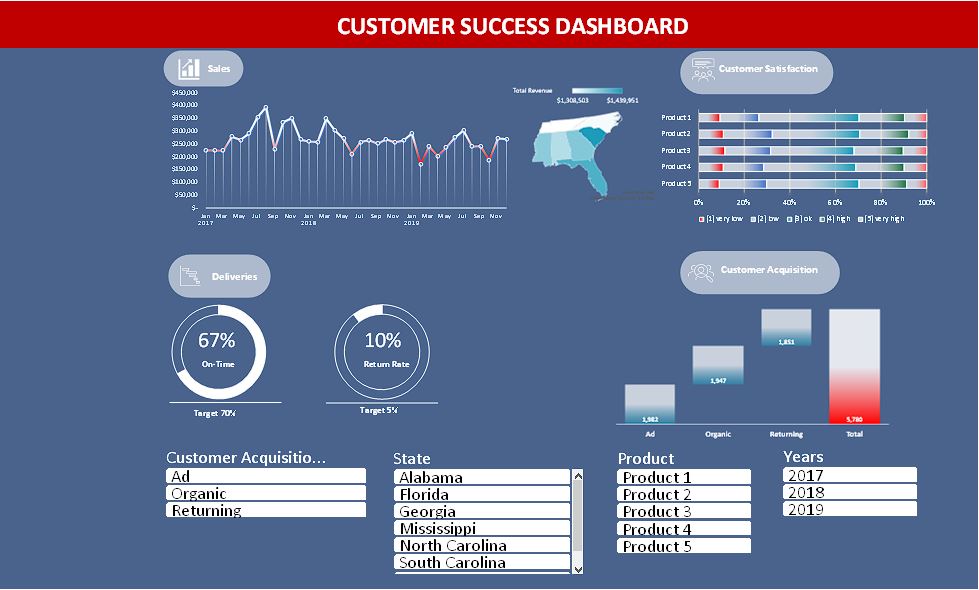 CUSTOMER SUCCESS DASHBOARD
Sales
$450,000
$400,000
$350,000
$300,000
$250,000
$200,000
$150,000
$100,000
$50,000
$-
Jan Mar May Jul Sep Nov Jan Mar May Jul Sep Nov Jan Mar May Jul Sep Nov
2017 2018 2019
Total Revenue
$1,308,503 $1,439,951
Customer Satisfaction
Product 1
Product 2
Product 3
Product 4
Product 5
0% 20% 40% 60% 80% 100%
[1] very low [2] low [3] ok [4] high [5] very high
Deliveries
67%
On-Time
Target 70%
10%
Return Rate
Target 5%
Customer Acquisition
1,851
1,947
1,982
5,780
Ad Organic Returning Total
Customer Acquisitio...
Ad
Organic
Returning
State
Alabama
Florida
Georgia
Mississippi
North Carolina
South Carolina
Product
Product 1
Product 2
Product 3
Product 4
Product 5
Years
2017
2018
2019